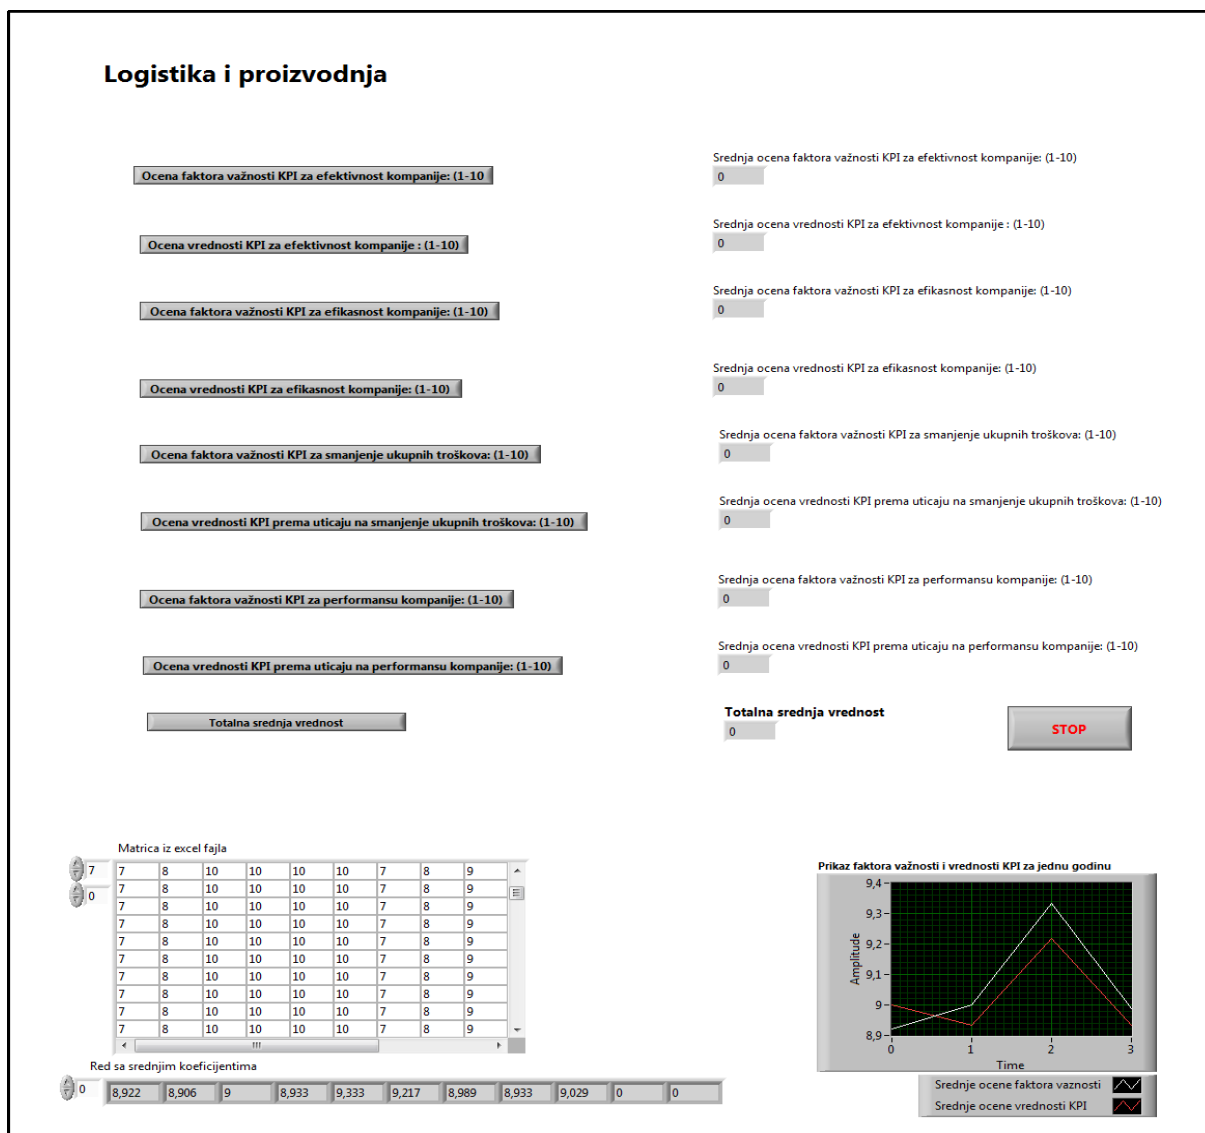 Logistika i proizvodnja
Ocena faktora važnosti KPI za efektivnost kompanije: (1-10
Srednja ocena faktora važnosti KPI za efektivnost kompanije: (1-10)
0
Ocena vrednosti KPI za efektivnost kompanije : (1-10)
Srednja ocena vrednosti KPI za efektivnost kompanije : (1-10)
0
Ocena faktora važnosti KPI za efikasnost kompanije: (1-10)
Srednja ocena faktora važnosti KPI za efikasnost kompanije: (1-10)
0
Ocena vrednosti KPI za efikasnost kompanije: (1-10)
Srednja ocena vrednosti KPI za efikasnost kompanije: (1-10)
0
Ocena faktora važnosti KPI za smanjenje ukupnih troškova: (1-10)
Srednja ocena faktora važnosti KPI za smanjenje ukupnih troškova: (1-10)
0
Ocena vrednosti KPI prema uticaju na smanjenje ukupnih troškova: (1-10)
Srednja ocena vrednosti KPI prema uticaju na smanjenje ukupnih troškova: (1-10)
0
Ocena faktora važnosti KPI za performansu kompanije: (1-10)
Srednja ocena faktora važnosti KPI za performansu kompanije: (1-10)
0
Ocena vrednosti KPI prema uticaju na performansu kompanije: (1-10)
Srednja ocena vrednosti KPI prema uticaju na performansu kompanije: (1-10)
0
Totalna srednja vrednost
Totalna srednja vrednost
0
STOP
Matrica iz excel fajla
7
0
7 8 10 10 10 10 7 8 9
7 8 10 10 10 10 7 8 9
7 8 10 10 10 10 7 8 9
7 8 10 10 10 10 7 8 9
7 8 10 10 10 10 7 8 9
7 8 10 10 10 10 7 8 9
7 8 10 10 10 10 7 8 9
7 8 10 10 10 10 7 8 9
7 8 10 10 10 10 7 8 9
7 8 10 10 10 10 7 8 9
Red sa srednjim koeficijentima
0 8,922 8,906 9 8,933 9,333 9,217 8,989 8,933 9,029 0 0
Prikaz faktora važnosti i vrednosti KPI za jednu godinu
Amplitude
9,4
9,3
9,2
9,1
9
8,9
0 1 2 3
Time
Srednje ocene faktora vaznosti
Srednje ocene vrednosti KPI